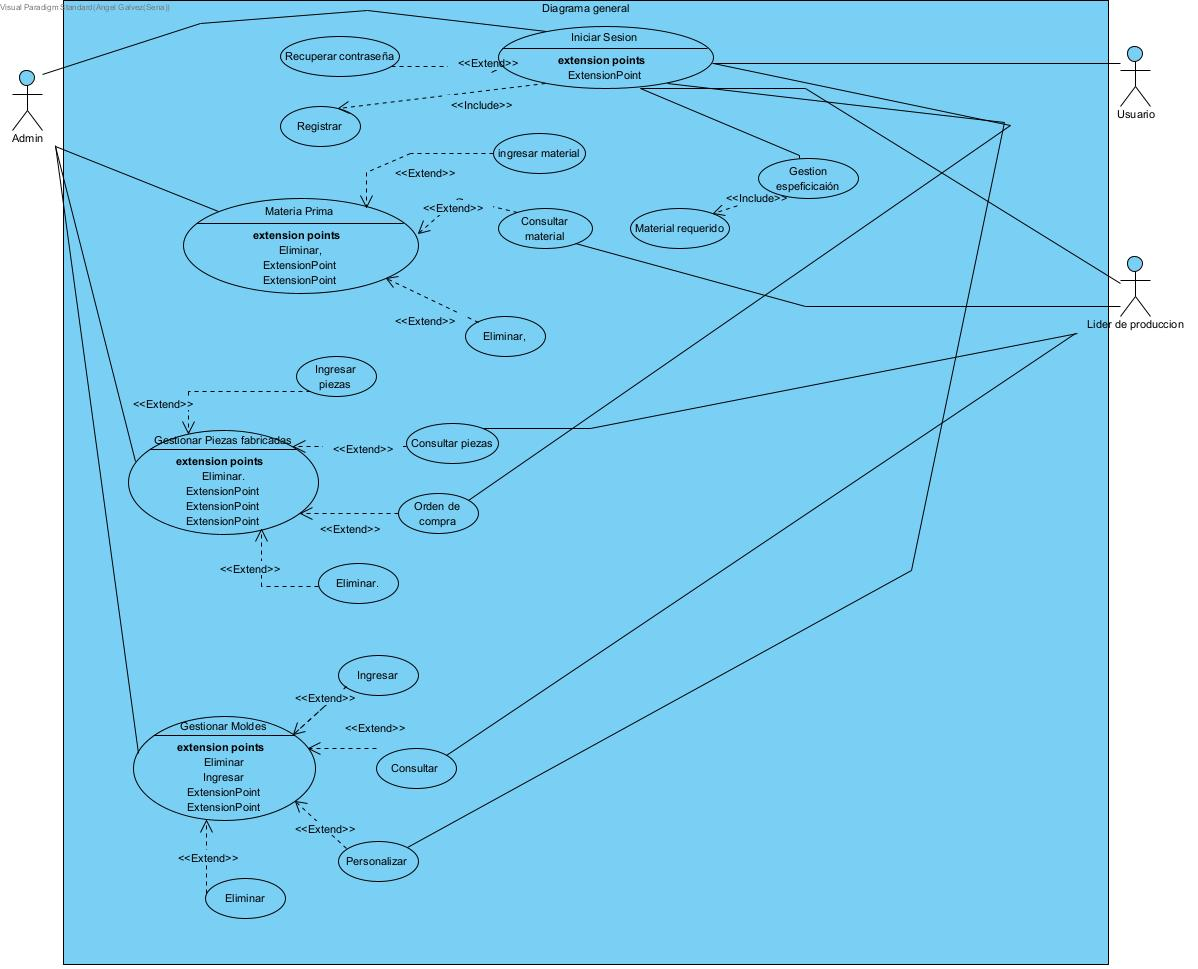 Visual Paradigm Standard(Angel Galvez(Sena))
Diagrama general
Iniciar Sesion
extension points
ExtensionPoint
Recuperar contraseña
<<Extend>>
<<Include>>
Registrar
Admin
Usuario
ingresar material
<<Extend>>
Gestion
espeficicaión
<<Include>>
Material requerido
Materia Prima
extension points
Eliminar,
ExtensionPoint
ExtensionPoint
<<Extend>>
Consultar
material
<<Extend>>
Eliminar,
Lider de produccion
Ingresar
piezas
<<Extend>>
Gestionar Piezas fabricadas
extension points
Eliminar.
ExtensionPoint
ExtensionPoint
ExtensionPoint
<<Extend>>
Consultar piezas
Orden de
compra
<<Extend>>
<<Extend>>
Eliminar.
Ingresar
<<Extend>>
<<Extend>>
Gestionar Moldes
extension points
Eliminar
Ingresar
ExtensionPoint
ExtensionPoint
Consultar
<<Extend>>
Personalizar
<<Extend>>
Eliminar